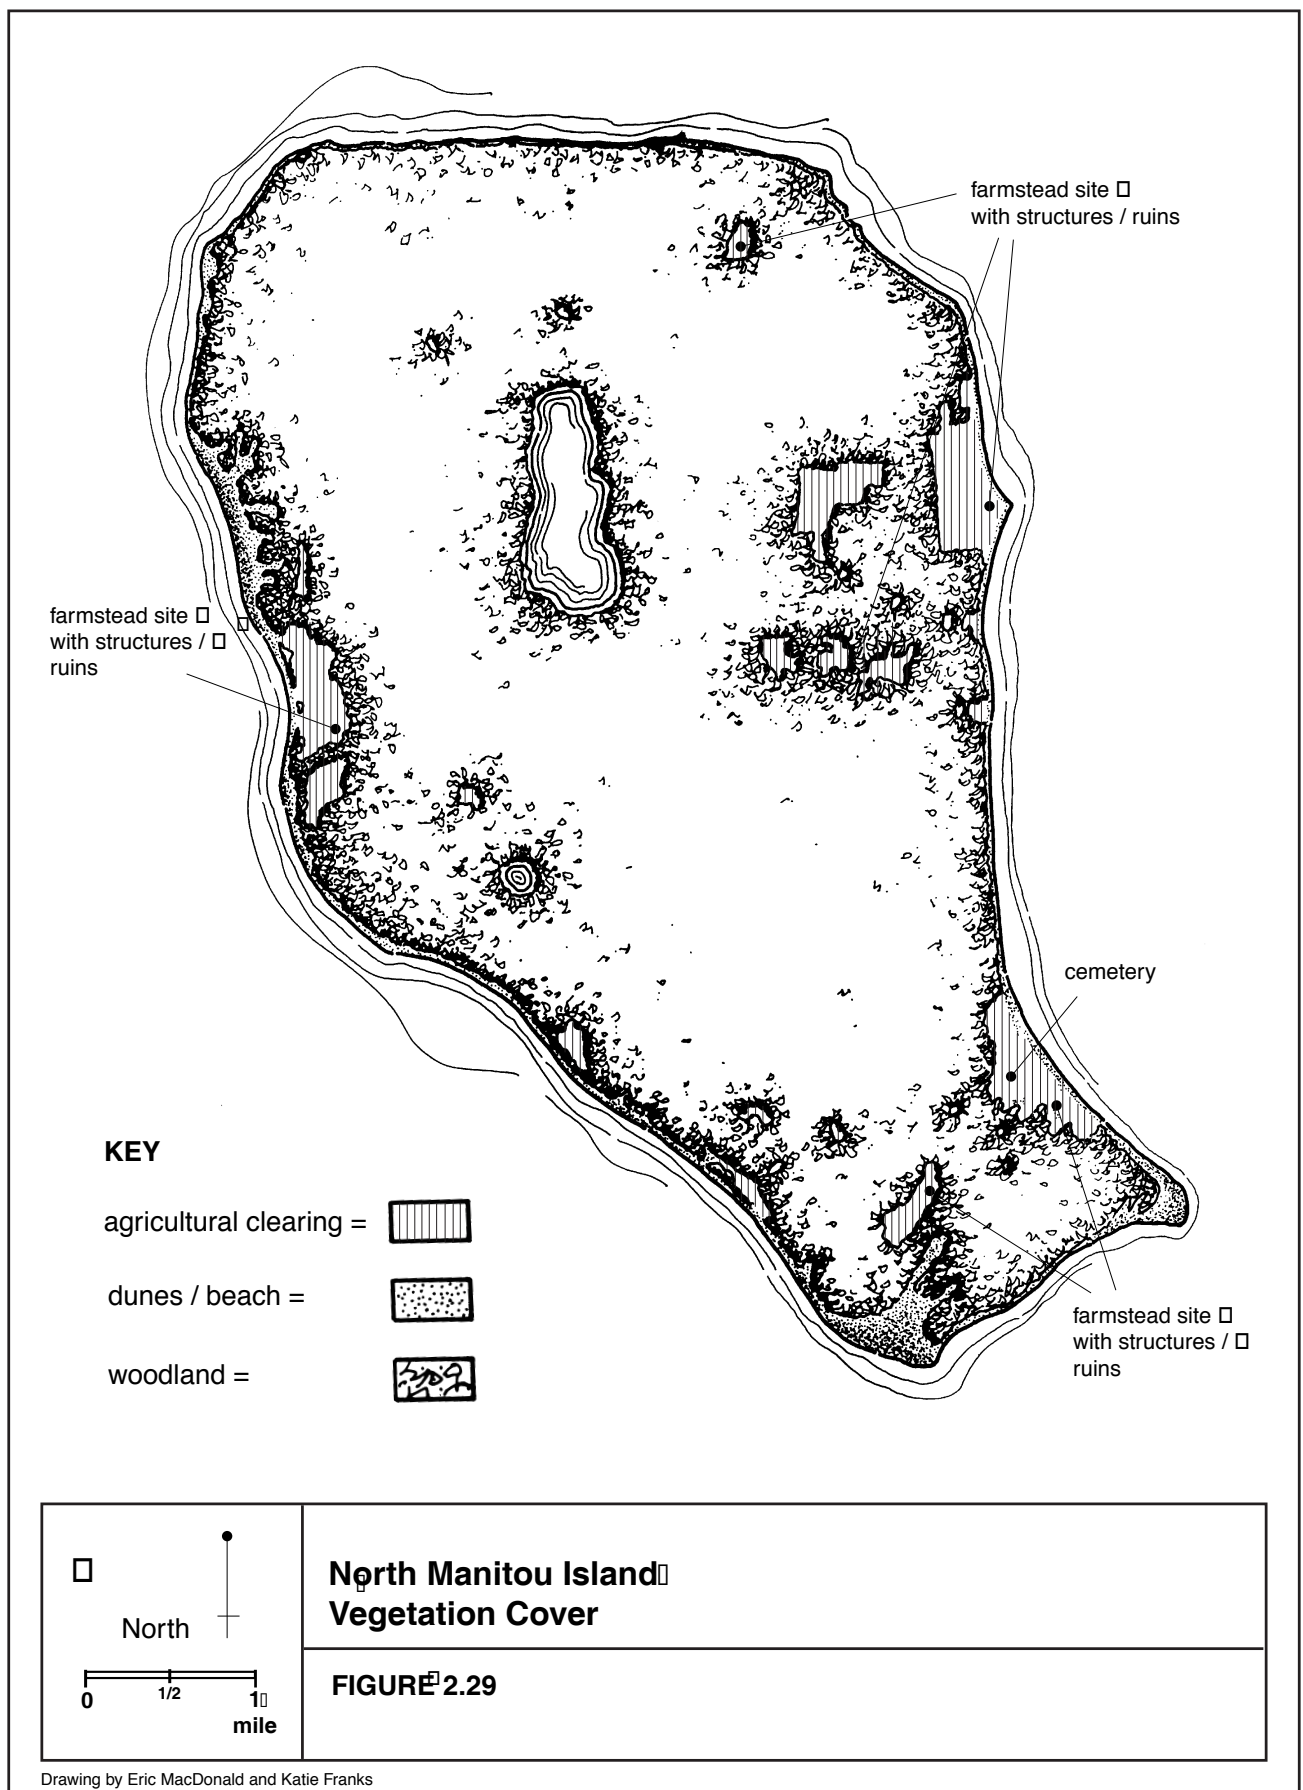 farmstead site
with structures / ruins
farmstead site
with structures /
ruins
cemetery
KEY
agricultural clearing =
dunes / beach =
woodland =
farmstead site
with structures /
ruins
North
0 1/2 1
mile
North Manitou Island
Vegetation Cover
FIGURE 2.29
Drawing by Eric MacDonald and Katie Franks